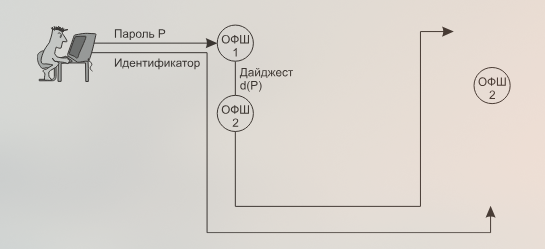 Пароль P
Идентификатор
ОФШ
1
Дайджест
d(P)
ОФШ
2
ОФШ
2